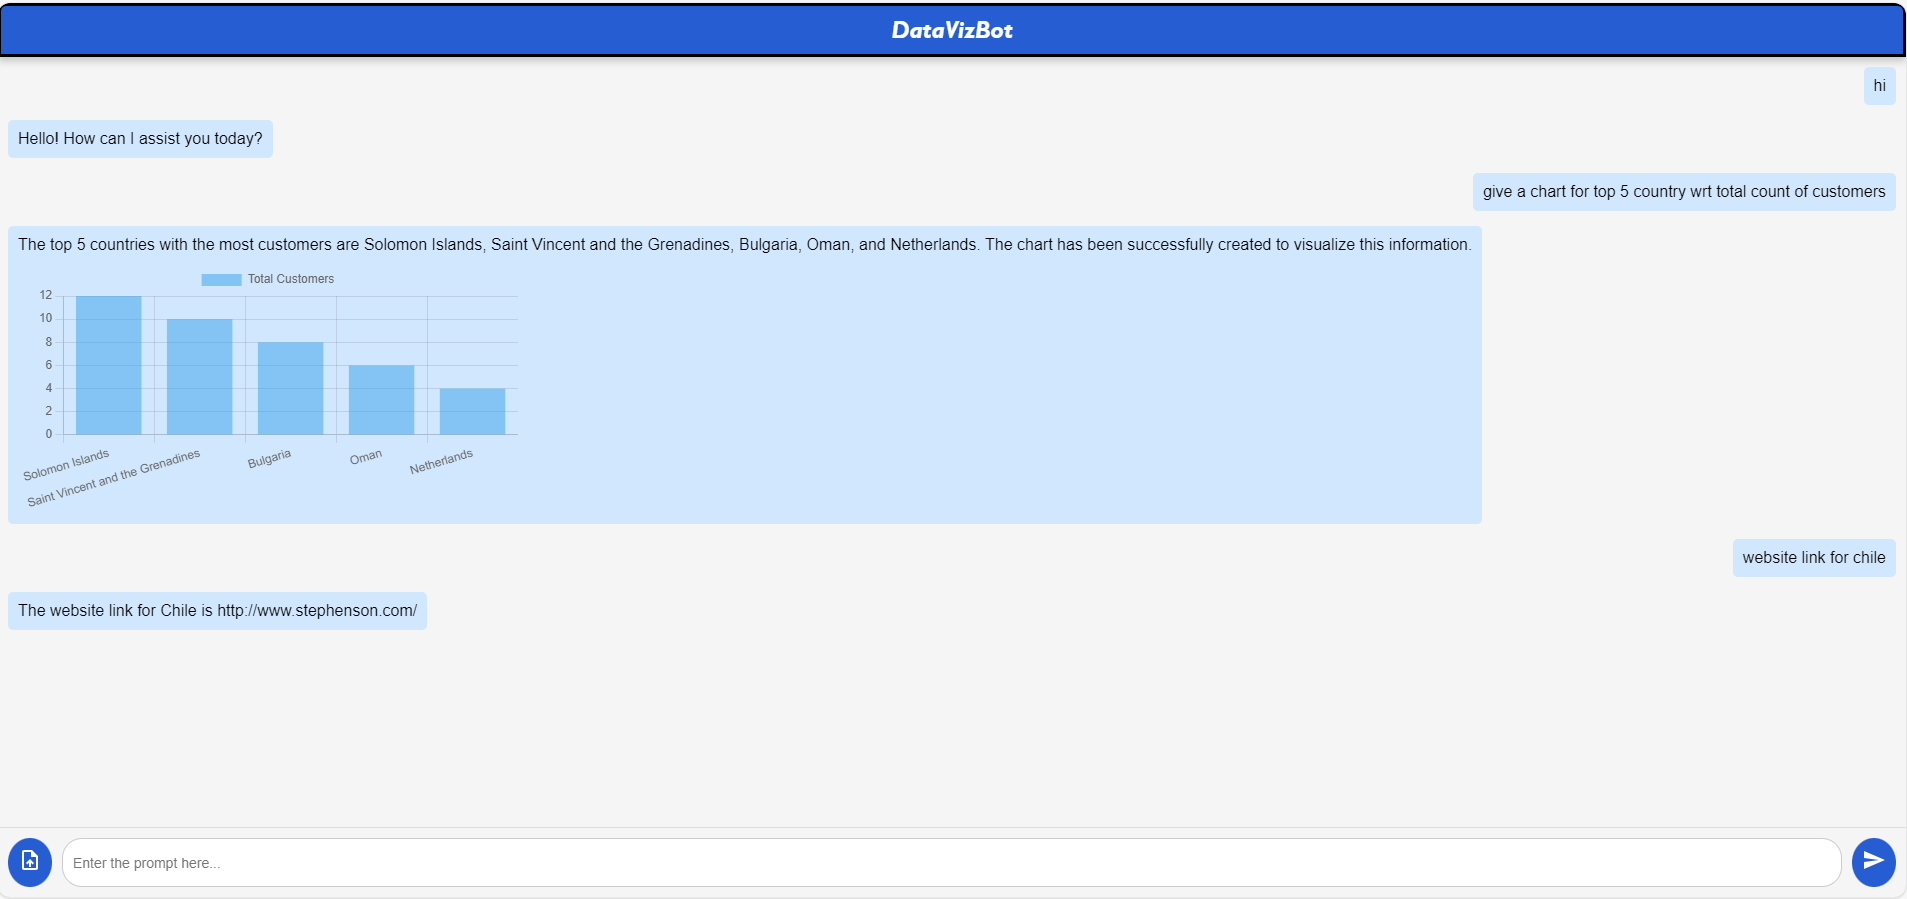 DataVizBot
hi
Hello! How can I assist you today?
give a chart for top 5 country wrt total count of customers
The top 5 countries with the most customers are Solomon Islands, Saint Vincent and the Grenadines, Bulgaria, Oman, and Netherlands. The chart has been successfully created to visualize this information.
Total Customers
12
10
8
6
4
2
0
Solomon Islands
Saint Vincent and the Grenadines
Bulgaria
Oman
Netherlands
website link for chile
The website link for Chile is http://www.stephenson.com/
Enter the prompt here...